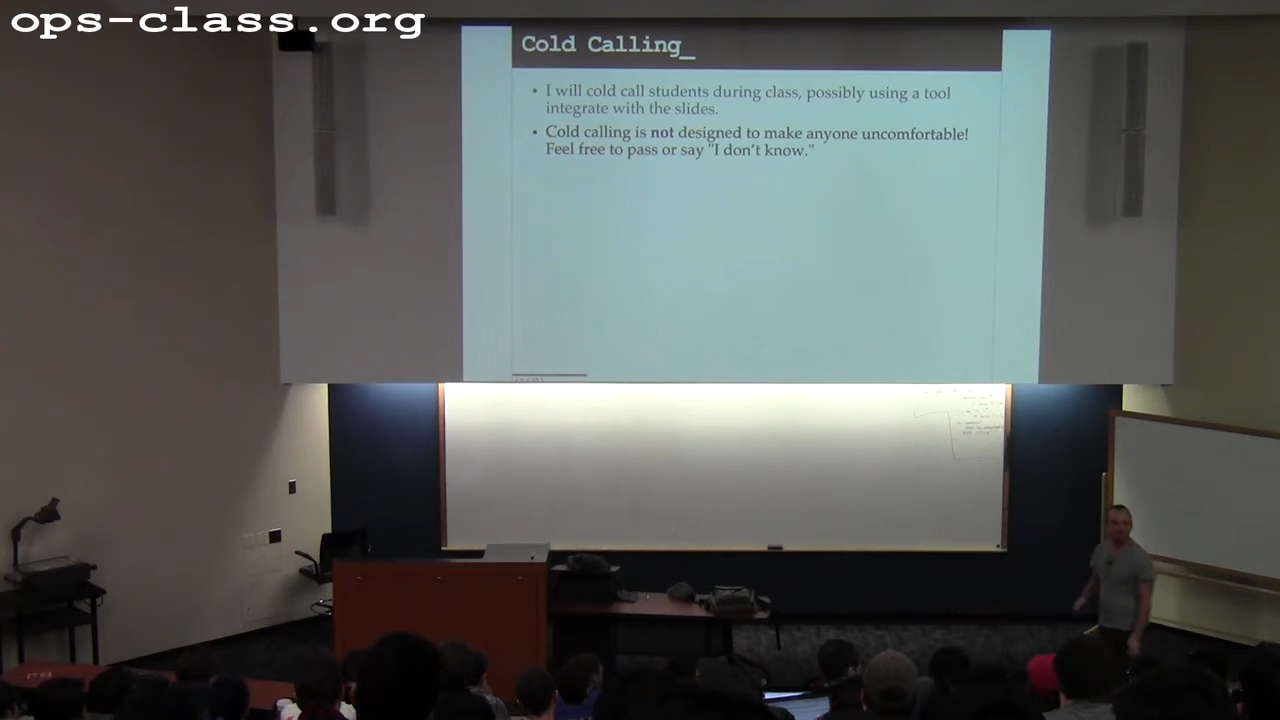 ops-class.org
Cold Calling_
• I will cold call students during class, possibly using a tool
integrate with the slides.
• Cold calling is not designed to make anyone uncomfortable!
Feel free to pass or say "I don't know."